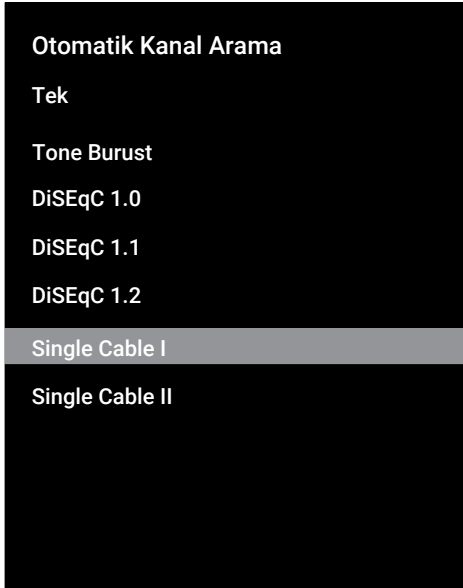 Otomatik Kanal Arama
Tek
Tone Burust
DiSEqC 1.0
DiSEqC 1.1
DiSEqC 1.2
Single Cable I
Single Cable II